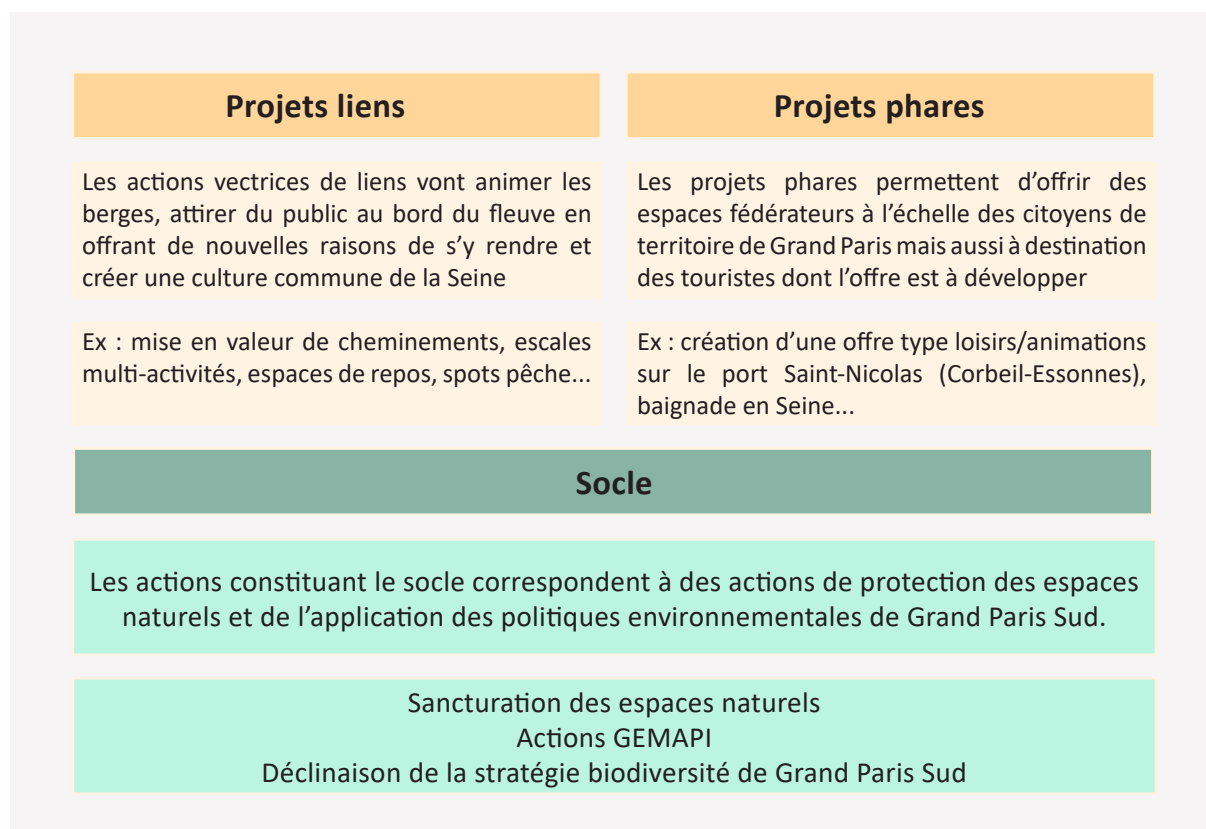 Projets liens
Les actions vectrices de liens vont animer les
berges, attirer du public au bord du fleuve en
offrant de nouvelles raisons de s’y rendre et
créer une culture commune de la Seine
Ex : mise en valeur de cheminements, escales
multi-activités, espaces de repos, spots pêche...
Projets phares
Les projets phares permettent d’offrir des
espaces fédérateurs à l’échelle des citoyens de
territoire de Grand Paris mais aussi à destination
des touristes dont l’offre est à développer
Ex : création d’une offre type loisirs/animations
sur le port Saint-Nicolas (Corbeil-Essonnes),
baignade en Seine...
Socle
Les actions constituant le socle correspondent à des actions de protection des espaces
naturels et de l’application des politiques environnementales de Grand Paris Sud.
Sancturation des espaces naturels
Actions GEMAPI
Déclinaison de la stratégie biodiversité de Grand Paris Sud